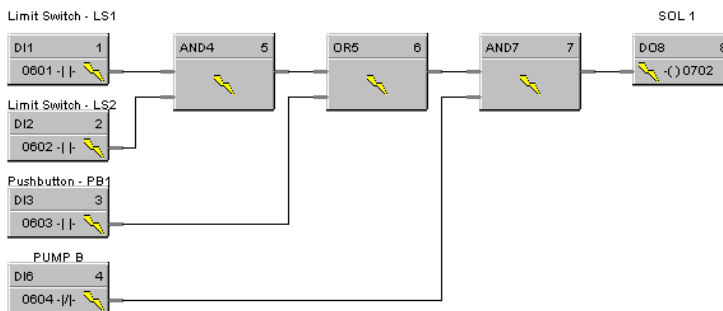 Limit Switch - LS1
SOL 1
DI1 1
AND4 5
OR5 6
AND7 7
DO8 8
0601 -| |-
-( ) 0702
Limit Switch - LS2
DI2 2
0602 -| |-
Pushbutton - PB1
DI3 3
0603 -| |-
PUMP B
DI6 4
0604 -|/|-